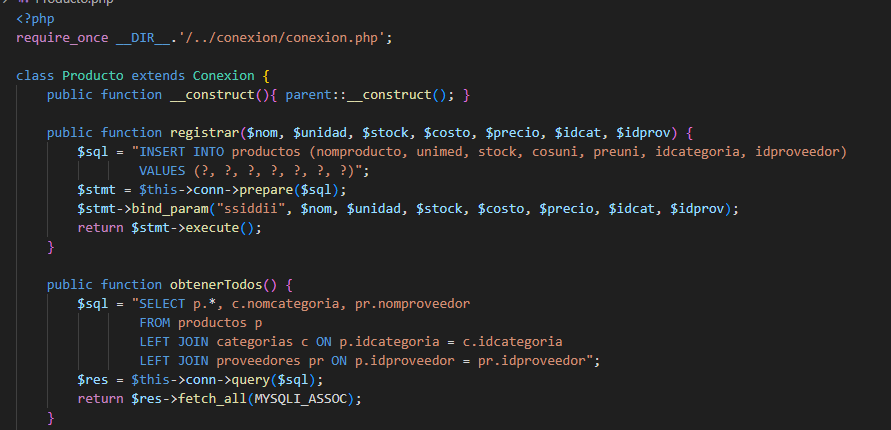 Producto.php
<?php
require_once __DIR__.'/../conexion/conexion.php';
class Producto extends Conexion {
public function __construct(){ parent::__construct(); }
public function registrar($nom, $unidad, $stock, $costo, $precio, $idcat, $idprov) {
$sql = "INSERT INTO productos (nomproducto, unimed, stock, cosuni, preuni, idcategoria, idproveedor)
VALUES (?, ?, ?, ?, ?, ?, ?)";
$stmt = $this->conn->prepare($sql);
$stmt->bind_param("ssiddii", $nom, $unidad, $stock, $costo, $precio, $idcat, $idprov);
return $stmt->execute();
}
public function obtenerTodos() {
$sql = "SELECT p.*, c.nomcategoria, pr.nomproveedor
FROM productos p
LEFT JOIN categorias c ON p.idcategoria = c.idcategoria
LEFT JOIN proveedores pr ON p.idproveedor = pr.idproveedor";
$res = $this->conn->query($sql);
return $res->fetch_all(MYSQLI_ASSOC);
}